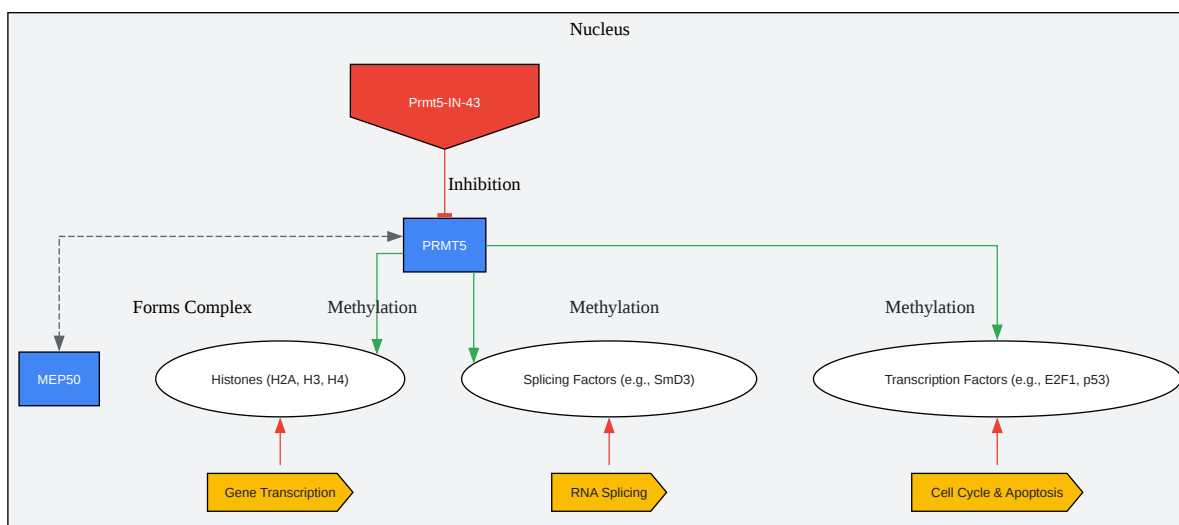 Nucleus
Prmt5-IN-43
Inhibition
PRMT5
Forms Complex
Methylation
Methylation
Methylation
MEP50
Histones (H2A, H3, H4)
Splicing Factors (e.g., SmD3)
Transcription Factors (e.g., E2F1, p53)
Gene Transcription
RNA Splicing
Cell Cycle & Apoptosis